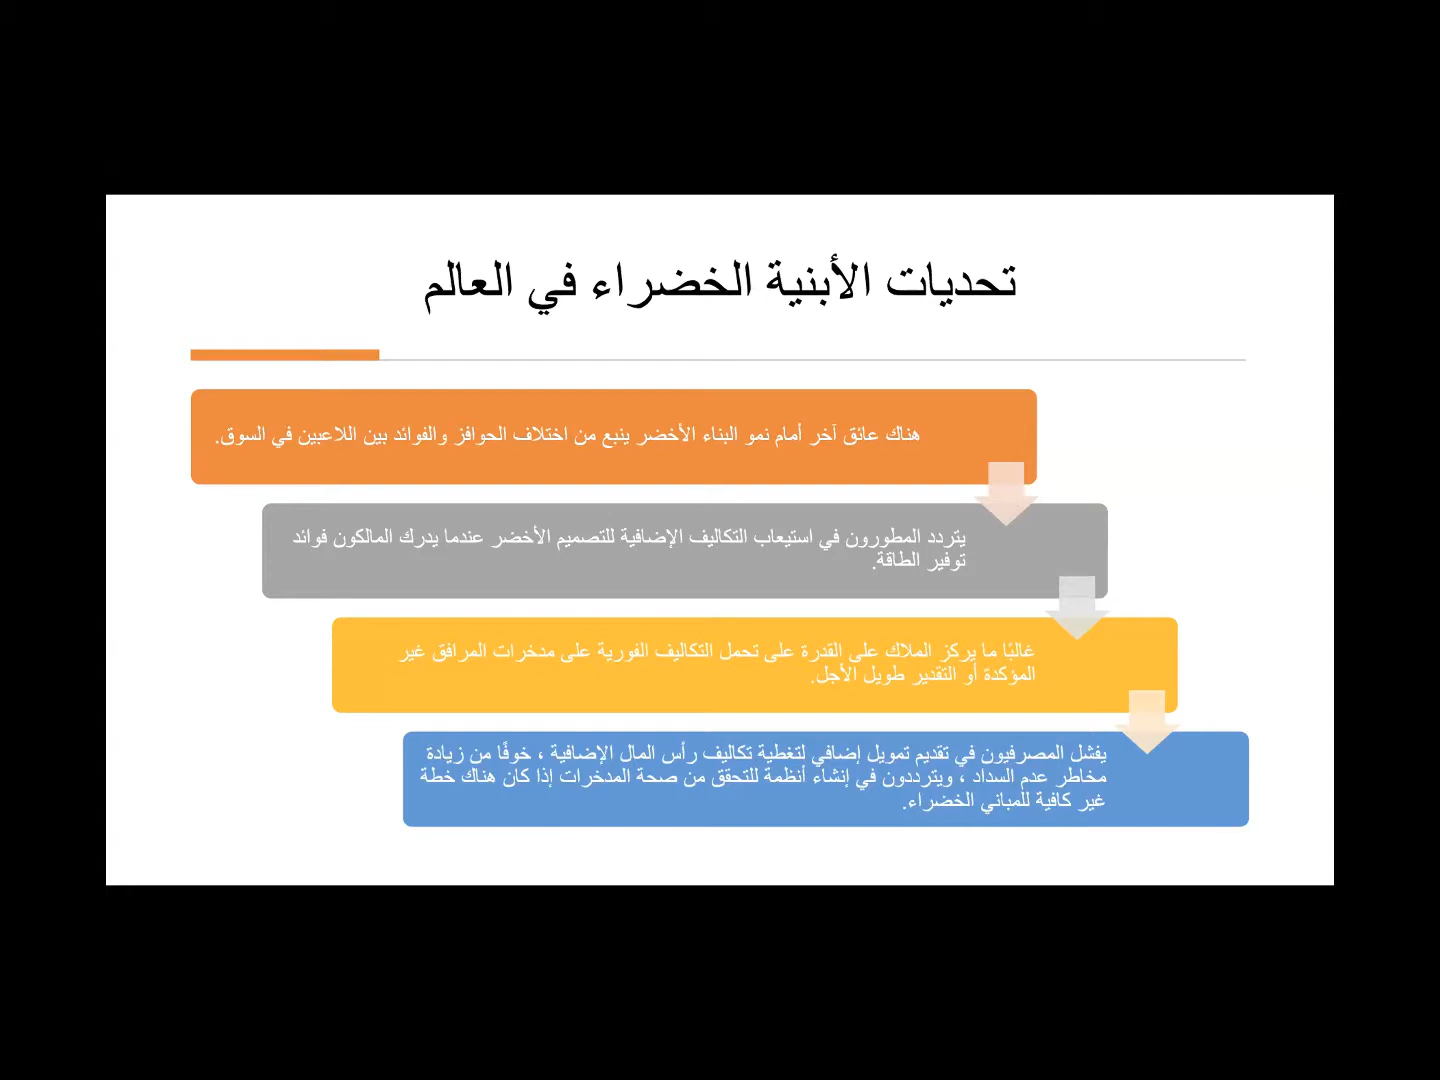 تحديات الأبنية الخضراء في العالم
هناك عائق آخر أمام نمو البناء الأخضر ينبع من اختلاف الحوافز والفوائد بين اللاعبين في السوق.
يتردد المطورون في استيعاب التكاليف الإضافية للتصميم الأخضر عندما يدرك المالكون فوائد
توفير الطاقة.
غالبًا ما يركز الملاك على القدرة على تحمل التكاليف الفورية على مدخرات المرافق غير
المؤكدة أو التقدير طويل الأجل.
يفشل المصرفيون في تقديم تمويل إضافي لتغطية تكاليف رأس المال الإضافية ، خوفًا من زيادة
مخاطر عدم السداد ، ويترددون في إنشاء أنظمة للتحقق من صحة المدخرات إذا كان هناك خطة
غير كافية للمباني الخضراء.